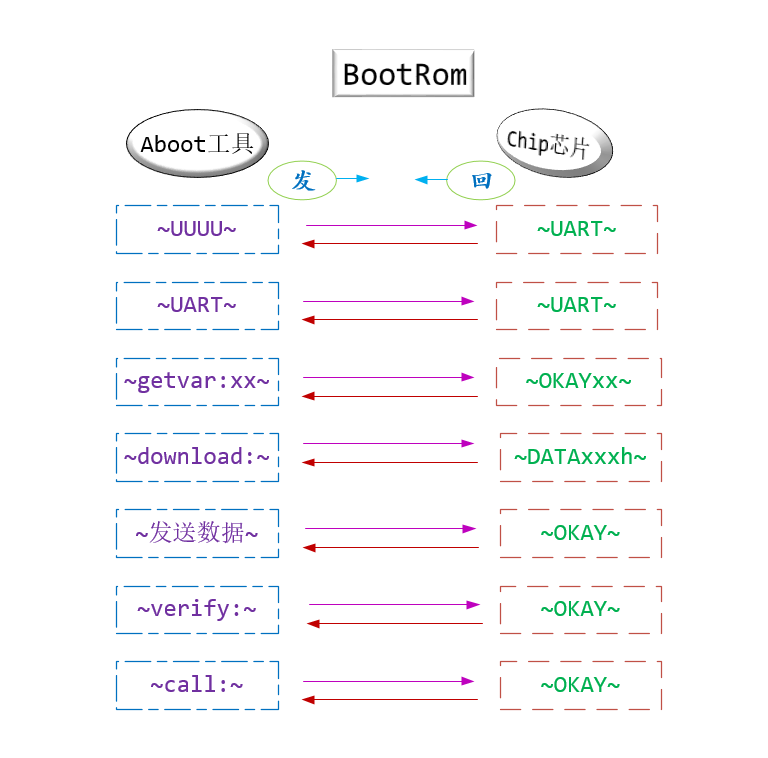 BootRom
Aboot工具
Chip芯片
发
回
~UUUU~
~UART~
~UART~
~UART~
~getvar:xx~
~OKAYxx~
~download:~
~DATAxxxh~
~发送数据~
~OKAY~
~verify:~
~OKAY~
~call:~
~OKAY~